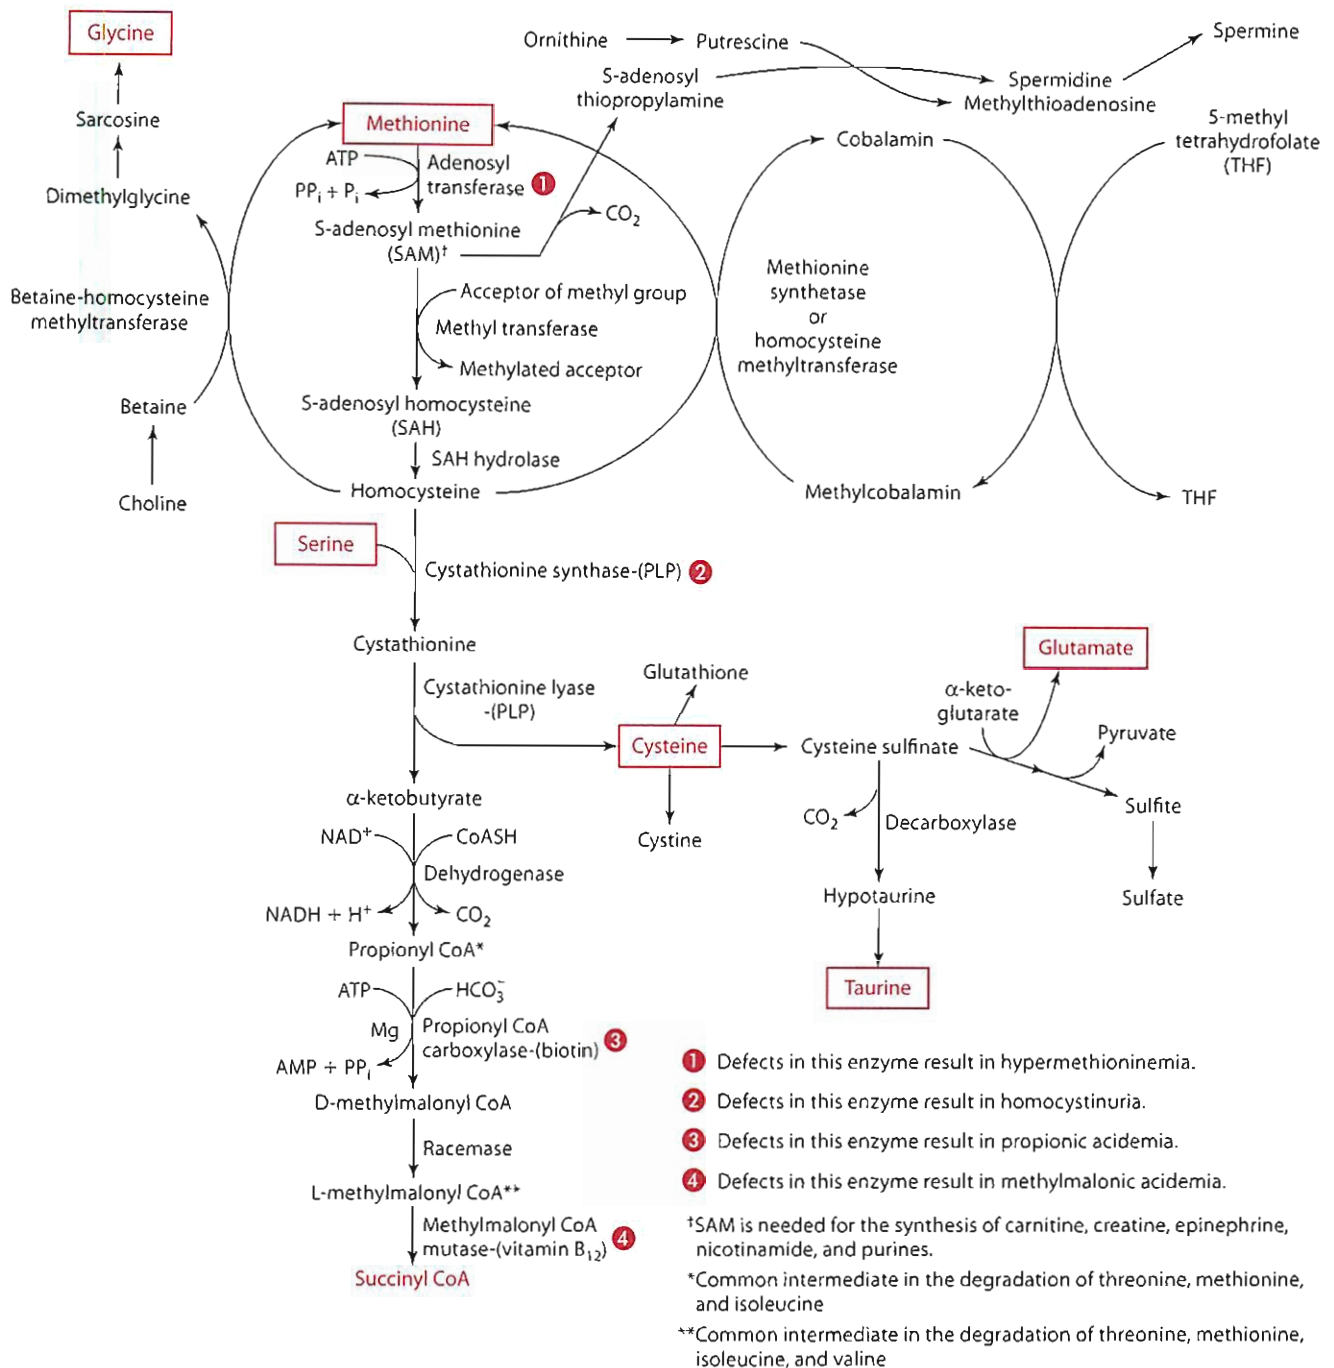 Glycine
Ornithine
Putrescine
Spermine
S-adenosyl
thiopropylamine
Spermidine
Methylthioadenosine
Sarcosine
Methionine
Cobalamin
5-methyl
tetrahydrofolate
(THF)
ATP
Adenosyl
transferase
1
PPi + Pi
Dimethylglycine
CO2
S-adenosyl methionine
(SAM)†
Betaine-homocysteine
methyltransferase
Acceptor of methyl group
Methyl transferase
Methylated acceptor
Methionine
synthetase
or
homocysteine
methyltransferase
Betaine
S-adenosyl homocysteine
(SAH)
SAH hydrolase
Choline
Homocysteine
Methylcobalamin
THF
Serine
Cystathionine synthase-(PLP)
2
Cystathionine
Glutamate
Cystathionine lyase
-(PLP)
Glutathione
α-keto-
glutarate
Cysteine
Cysteine sulfinate
Pyruvate
α-ketobutyrate
Sulfite
NAD+
CoASH
Cystine
CO2
Decarboxylase
Dehydrogenase
NADH + H+
CO2
Hypotaurine
Sulfate
Propionyl CoA*
Taurine
ATP
HCO3−
Mg
Propionyl CoA
carboxylase-(biotin)
3
AMP + PPi
D-methylmalonyl CoA
Racemase
L-methylmalonyl CoA**
Methylmalonyl CoA
mutase-(vitamin B12)
4
Succinyl CoA
1 Defects in this enzyme result in hypermethioninemia.
2 Defects in this enzyme result in homocystinuria.
3 Defects in this enzyme result in propionic acidemia.
4 Defects in this enzyme result in methylmalonic acidemia.
†SAM is needed for the synthesis of carnitine, creatine, epinephrine,
nicotinamide, and purines.
*Common intermediate in the degradation of threonine, methionine,
and isoleucine
**Common intermediate in the degradation of threonine, methionine,
isoleucine, and valine